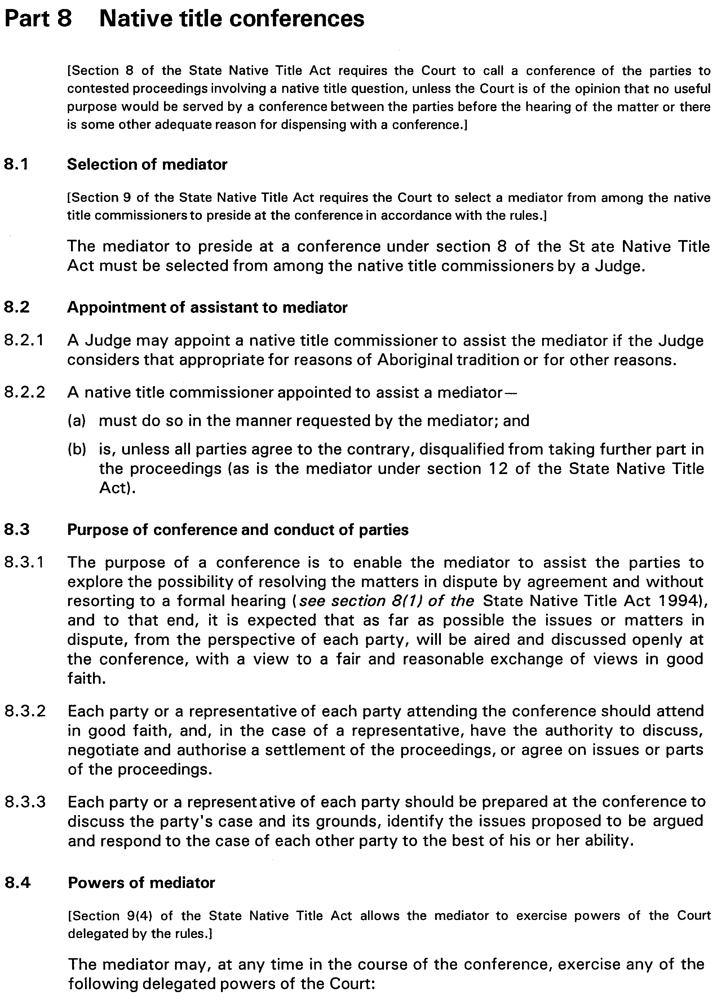 Part 8 Native title conferences
[Section 8 of the State Native Title Act requires the Court to call a conference of the parties to
contested proceedings involving a native title question, unless the Court is of the opinion that no useful
purpose would be served by a conference between the parties before the hearing of the matter or there
is some other adequate reason for dispensing with a conference.]
8.1 Selection of mediator
[Section 9 of the State Native Title Act requires the Court to select a mediator from among the native
title commissioners to preside at the conference in accordance with the rules.]
The mediator to preside at a conference under section 8 of the St ate Native Title
Act must be selected from among the native title commissioners by a Judge.
8.2 Appointment of assistant to mediator
8.2.1 A Judge may appoint a native title commissioner to assist the mediator if the Judge
considers that appropriate for reasons of Aboriginal tradition or for other reasons.
8.2.2 A native title commissioner appointed to assist a mediator—
(a) must do so in the manner requested by the mediator; and
(b) is, unless all parties agree to the contrary, disqualified from taking further part in
the proceedings (as is the mediator under section 12 of the State Native Title
Act).
8.3 Purpose of conference and conduct of parties
8.3.1 The purpose of a conference is to enable the mediator to assist the parties to
explore the possibility of resolving the matters in dispute by agreement and without
resorting to a formal hearing (see section 8(1) of the State Native Title Act 1994),
and to that end, it is expected that as far as possible the issues or matters in
dispute, from the perspective of each party, will be aired and discussed openly at
the conference, with a view to a fair and reasonable exchange of views in good
faith.
8.3.2 Each party or a representative of each party attending the conference should attend
in good faith, and, in the case of a representative, have the authority to discuss,
negotiate and authorise a settlement of the proceedings, or agree on issues or parts
of the proceedings.
8.3.3 Each party or a representative of each party should be prepared at the conference to
discuss the party's case and its grounds, identify the issues proposed to be argued
and respond to the case of each other party to the best of his or her ability.
8.4 Powers of mediator
[Section 9(4) of the State Native Title Act allows the mediator to exercise powers of the Court
delegated by the rules.]
The mediator may, at any time in the course of the conference, exercise any of the
following delegated powers of the Court: